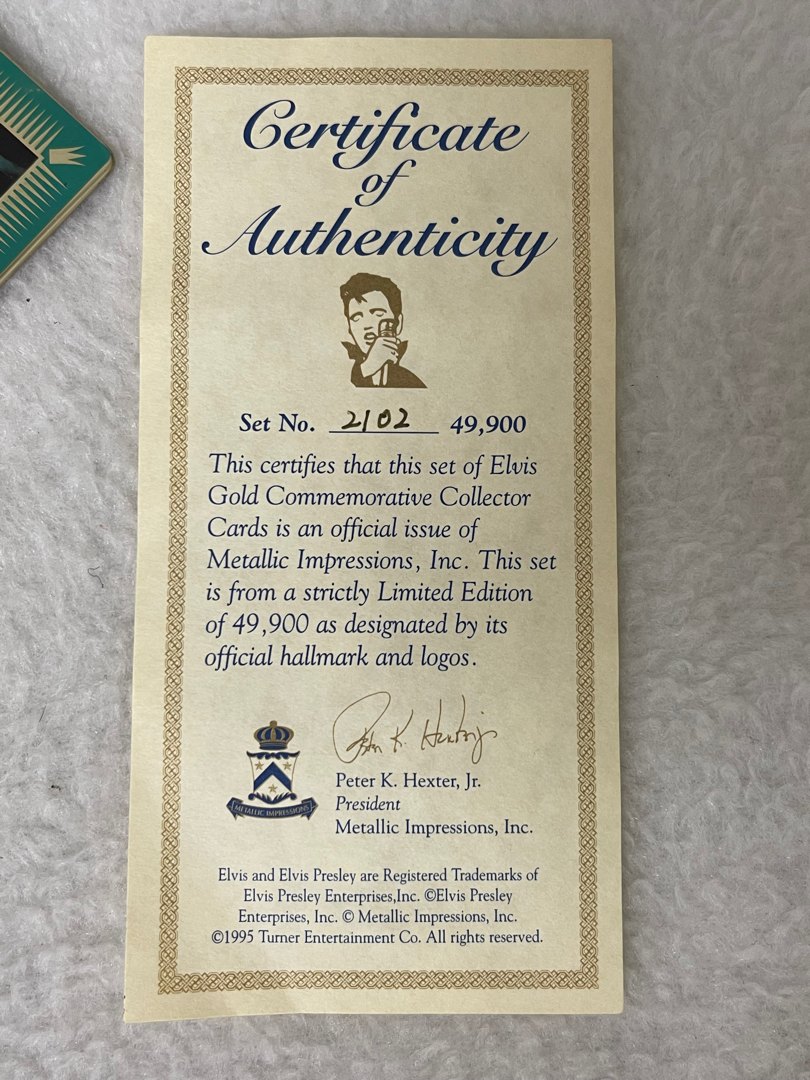 Certificate
of
Authenticity
Set No. 2102 49,900
This certifies that this set of Elvis
Gold Commemorative Collector
Cards is an official issue of
Metallic Impressions, Inc. This set
is from a strictly Limited Edition
of 49,900 as designated by its
official hallmark and logos.
Peter K. Hexter, Jr.
METALLIC IMPRESSIONS
Peter K. Hexter, Jr.
President
Metallic Impressions, Inc.
Elvis and Elvis Presley are Registered Trademarks of
Elvis Presley Enterprises,Inc. ©Elvis Presley
Enterprises, Inc. © Metallic Impressions, Inc.
©1995 Turner Entertainment Co. All rights reserved.